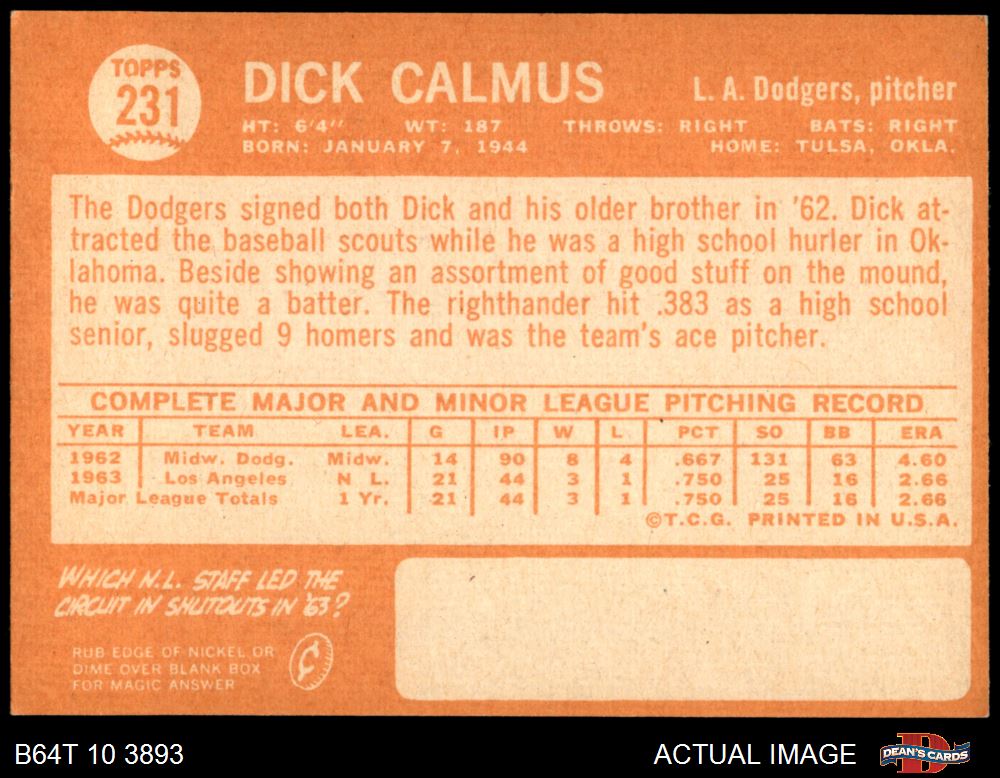 TOPPS
231
DICK CALMUS
L. A. Dodgers, pitcher
HT: 6'4" WT: 187 THROWS: RIGHT BATS: RIGHT
BORN: JANUARY 7, 1944 HOME: TULSA, OKLA.
The Dodgers signed both Dick and his older brother in '62. Dick at-
tracted the baseball scouts while he was a high school hurler in Ok-
lahoma. Beside showing an assortment of good stuff on the mound,
he was quite a batter. The righthander hit .383 as a high school
senior, slugged 9 homers and was the team's ace pitcher.
COMPLETE MAJOR AND MINOR LEAGUE PITCHING RECORD
YEAR TEAM LEA. G IP W L PCT SO BB ERA
1962 Midw. Dodg. Midw. 14 90 8 4 .667 131 63 4.60
1963 Los Angeles N L. 21 44 3 1 .750 25 16 2.66
Major League Totals 1 Yr. 21 44 3 1 .750 25 16 2.66
©T.C.G. PRINTED IN U.S.A.
WHICH N.L. STAFF LED THE
CIRCUIT IN SHUTOUTS IN '63?
RUB EDGE OF NICKEL OR
DIME OVER BLANK BOX
FOR MAGIC ANSWER
B64T 10 3893
ACTUAL IMAGE
DEAN'S CARDS